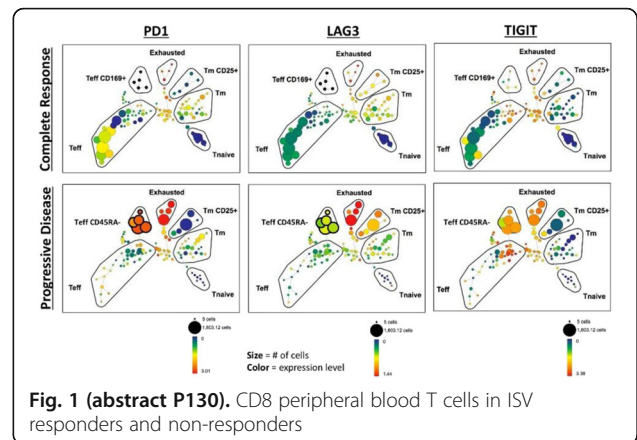 PD1 LAG3 TIGIT
Complete Response
Exhausted Exhausted Exhausted
Teff CD169+ Tm CD25+ Teff CD169+ Tm CD25+ Teff CD169+ Tm CD25+
Tm Tm Tm
Teff Tnaive Teff Tnaive Teff Tnaive
Progressive Disease
Exhausted Exhausted Exhausted
Teff CD45RA- Tm CD25+ Teff CD45RA- Tm CD25+ Teff CD45RA- Tm CD25+
Tm Tm Tm
Teff Tnaive Teff Tnaive Teff Tnaive
5 cells 5 cells 5 cells
1,603.12 cells 1,603.12 cells 1,603.12 cells
0 0 0
Size = # of cells
Color = expression level
3.01 1.44 3.38
Fig. 1 (abstract P130). CD8 peripheral blood T cells in ISV
responders and non-responders